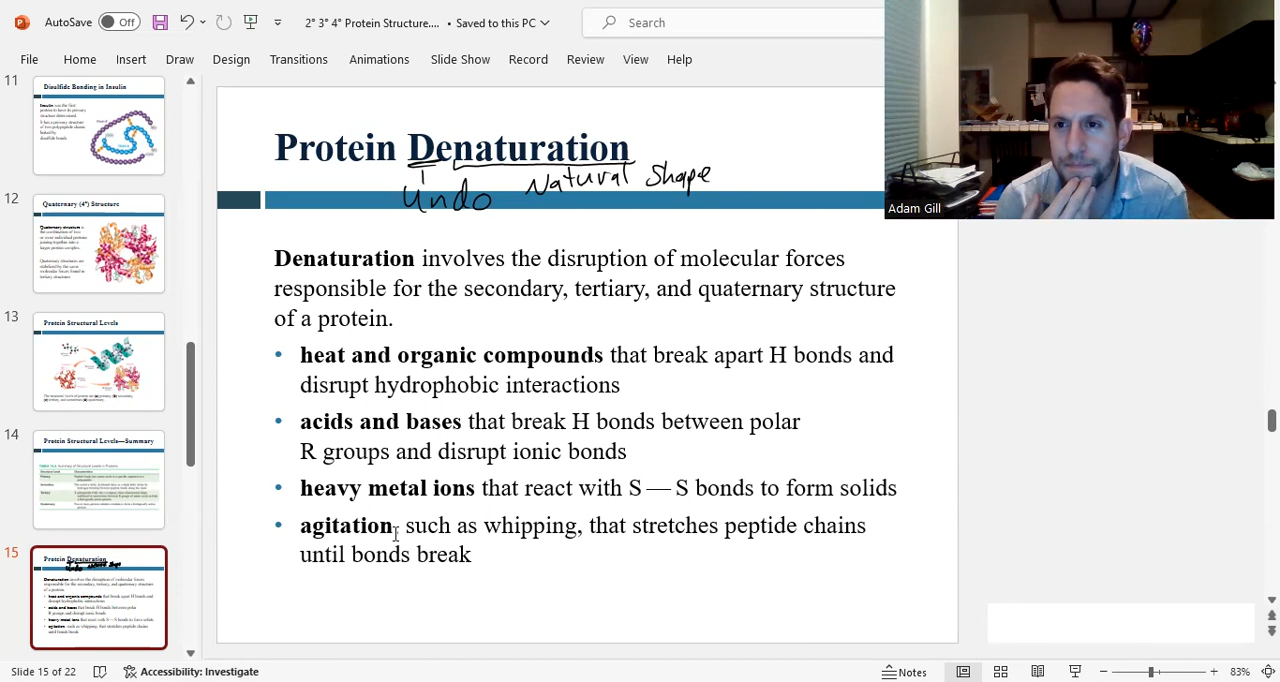 AutoSave Off 2° 3° 4° Protein Structure.... • Saved to this PC Search
File Home Insert Draw Design Transitions Animations Slide Show Record Review View Help
11
Disulfide Bonding in Insulin
12
Quaternary (4°) Structure
13
Protein Structural Levels
14
Protein Structural Levels—Summary
15
Protein Denaturation
Protein Denaturation
Undo Natural Shape
Denaturation involves the disruption of molecular forces
responsible for the secondary, tertiary, and quaternary structure
of a protein.
• heat and organic compounds that break apart H bonds and
disrupt hydrophobic interactions
• acids and bases that break H bonds between polar
R groups and disrupt ionic bonds
• heavy metal ions that react with S — S bonds to form solids
• agitation, such as whipping, that stretches peptide chains
until bonds break
Adam Gill
Slide 15 of 22 Accessibility: Investigate Notes 83%